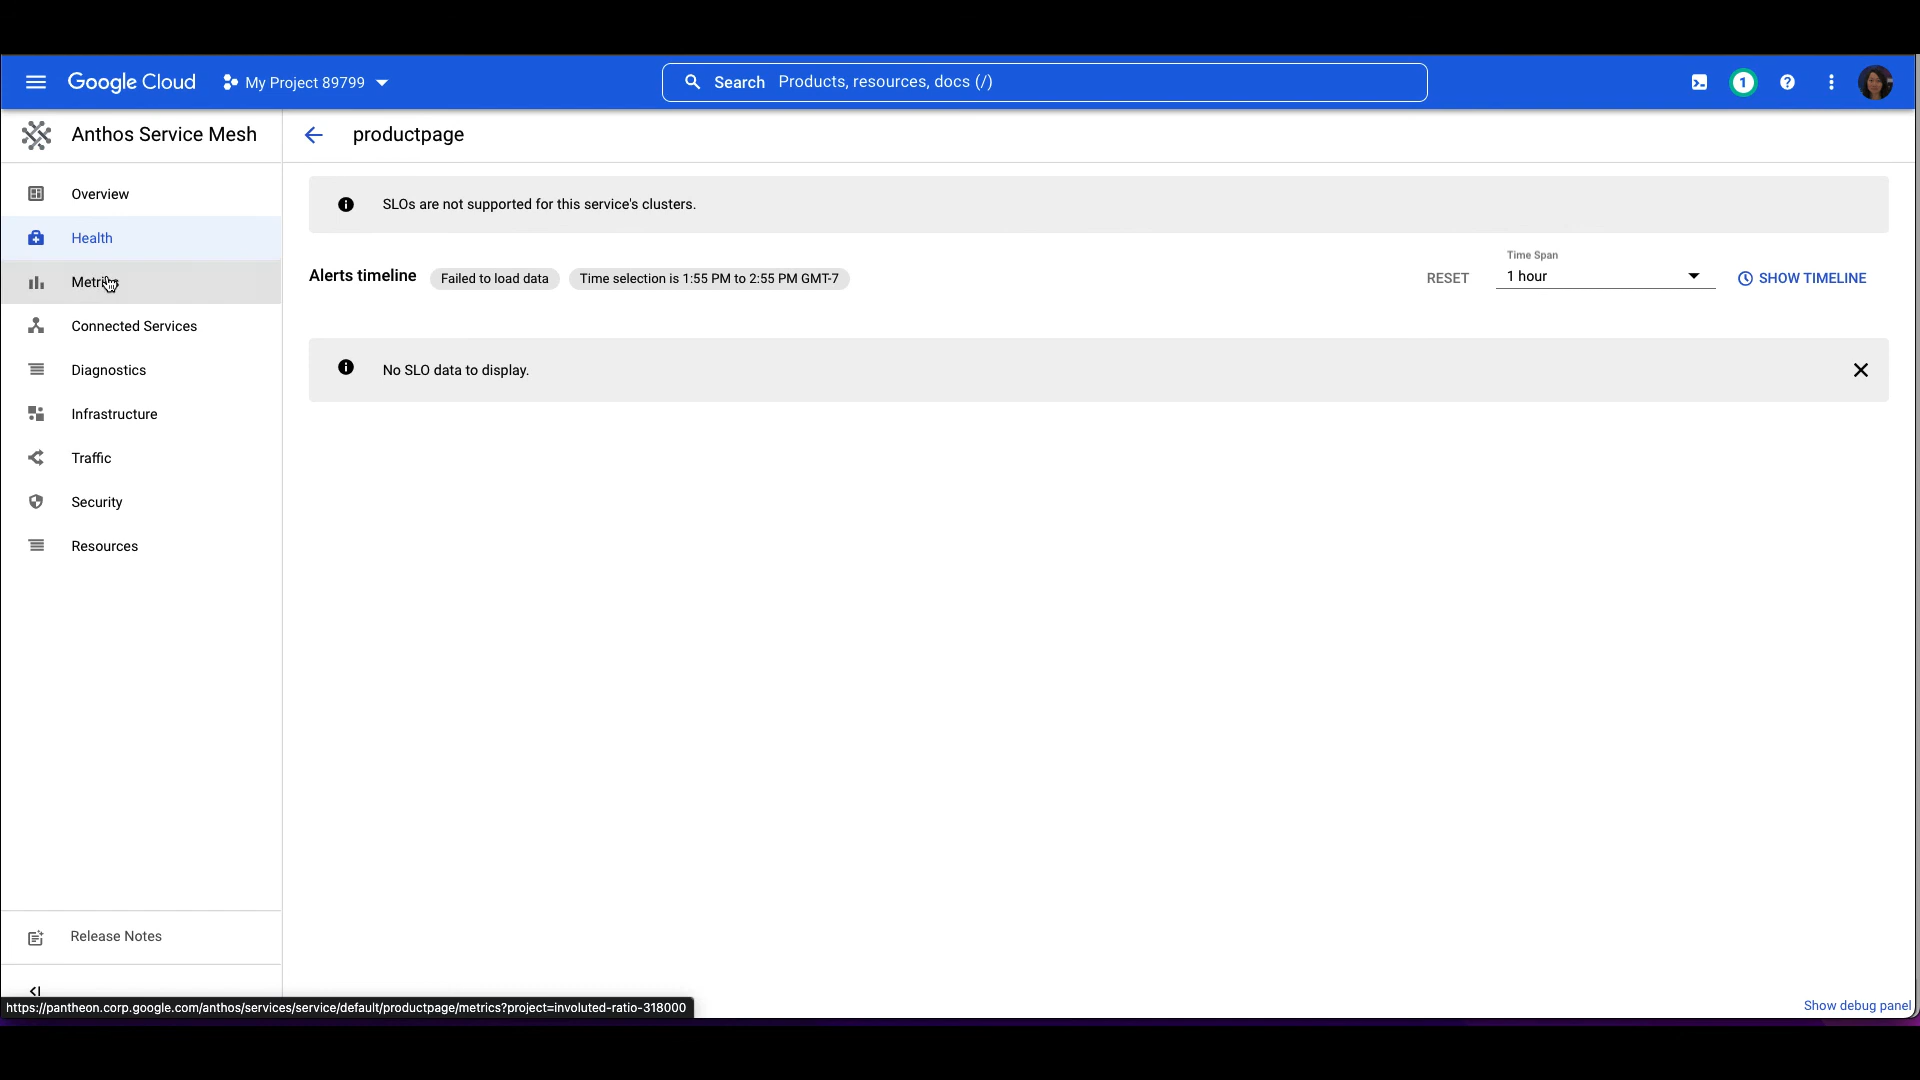 Google Cloud
My Project 89799
Search Products, resources, docs (/)
1
Anthos Service Mesh
productpage
Overview
Health
Metrics
Connected Services
Diagnostics
Infrastructure
Traffic
Security
Resources
SLOs are not supported for this service's clusters.
Alerts timeline
Failed to load data
Time selection is 1:55 PM to 2:55 PM GMT-7
RESET
Time Span
1 hour
SHOW TIMELINE
No SLO data to display.
Release Notes
https://pantheon.corp.google.com/anthos/services/service/default/productpage/metrics?project=involuted-ratio-318000
Show debug panel